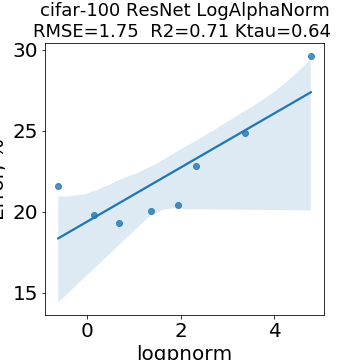 cifar-100 ResNet LogAlphaNorm
RMSE=1.75 R2=0.71 Ktau=0.64
30
25
20
15
0 2 4
logpnorm